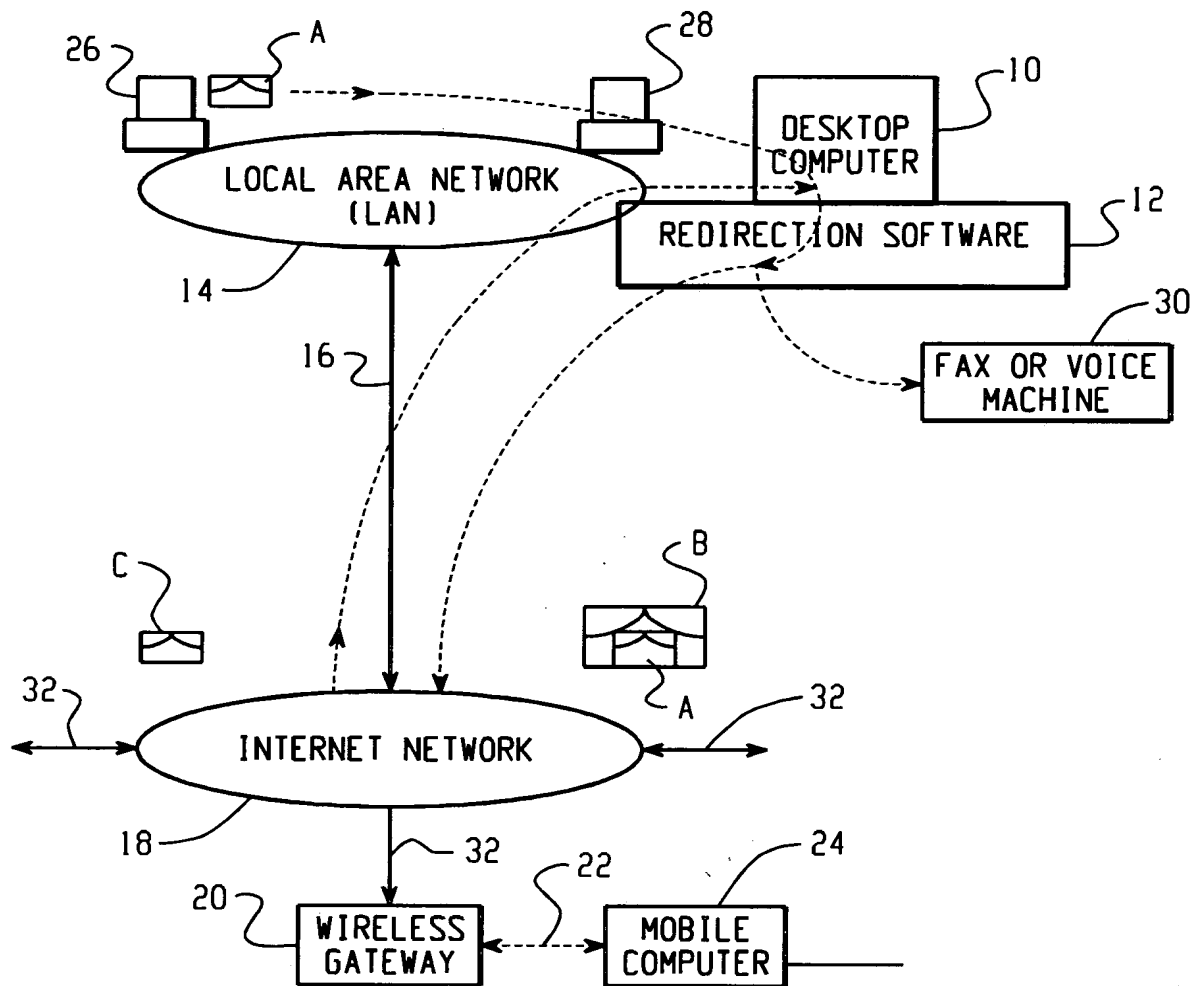 26
A
28
10
DESKTOP
COMPUTER
LOCAL AREA NETWORK
(LAN)
12
REDIRECTION SOFTWARE
14
30
16
FAX OR VOICE
MACHINE
B
C
A
32
32
INTERNET NETWORK
18
32
22
24
20
WIRELESS
GATEWAY
MOBILE
COMPUTER